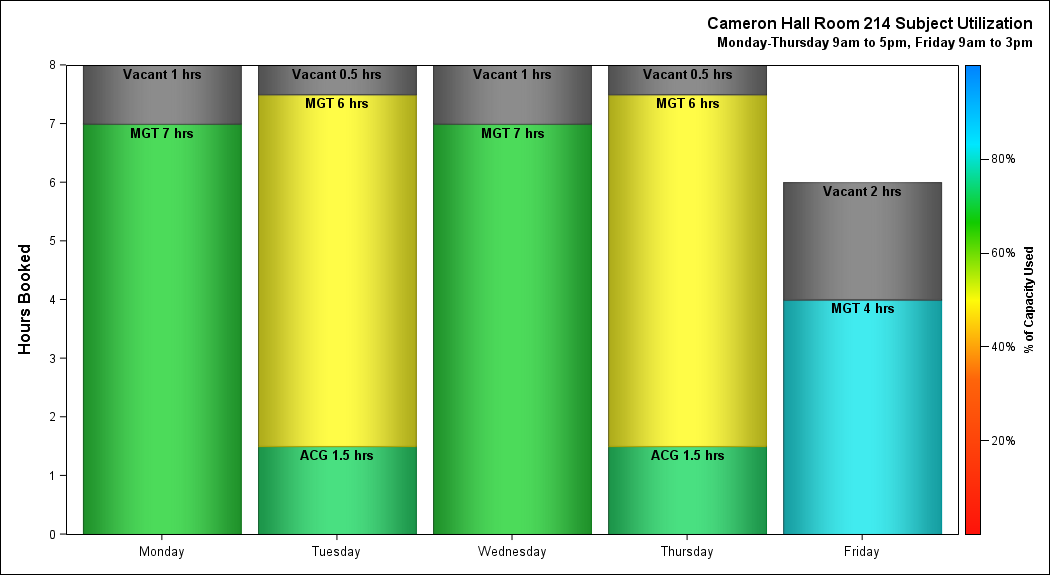 Cameron Hall Room 214 Subject Utilization
Monday-Thursday 9am to 5pm, Friday 9am to 3pm
Hours Booked
8
7
6
5
4
3
2
1
0
Vacant 1 hrs
MGT 7 hrs
Vacant 0.5 hrs
MGT 6 hrs
ACG 1.5 hrs
Vacant 1 hrs
MGT 7 hrs
Vacant 0.5 hrs
MGT 6 hrs
ACG 1.5 hrs
Vacant 2 hrs
MGT 4 hrs
Monday
Tuesday
Wednesday
Thursday
Friday
80%
60%
40%
20%
% of Capacity Used